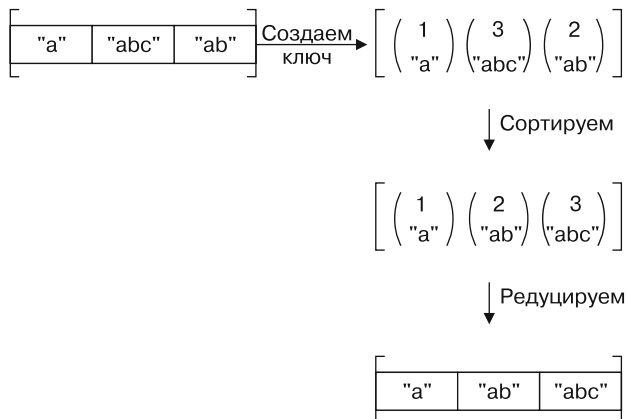 "a" "abc" "ab"
Создаем
ключ
1 3 2
"a" "abc" "ab"
Сортируем
1 2 3
"a" "ab" "abc"
Редуцируем
"a" "ab" "abc"